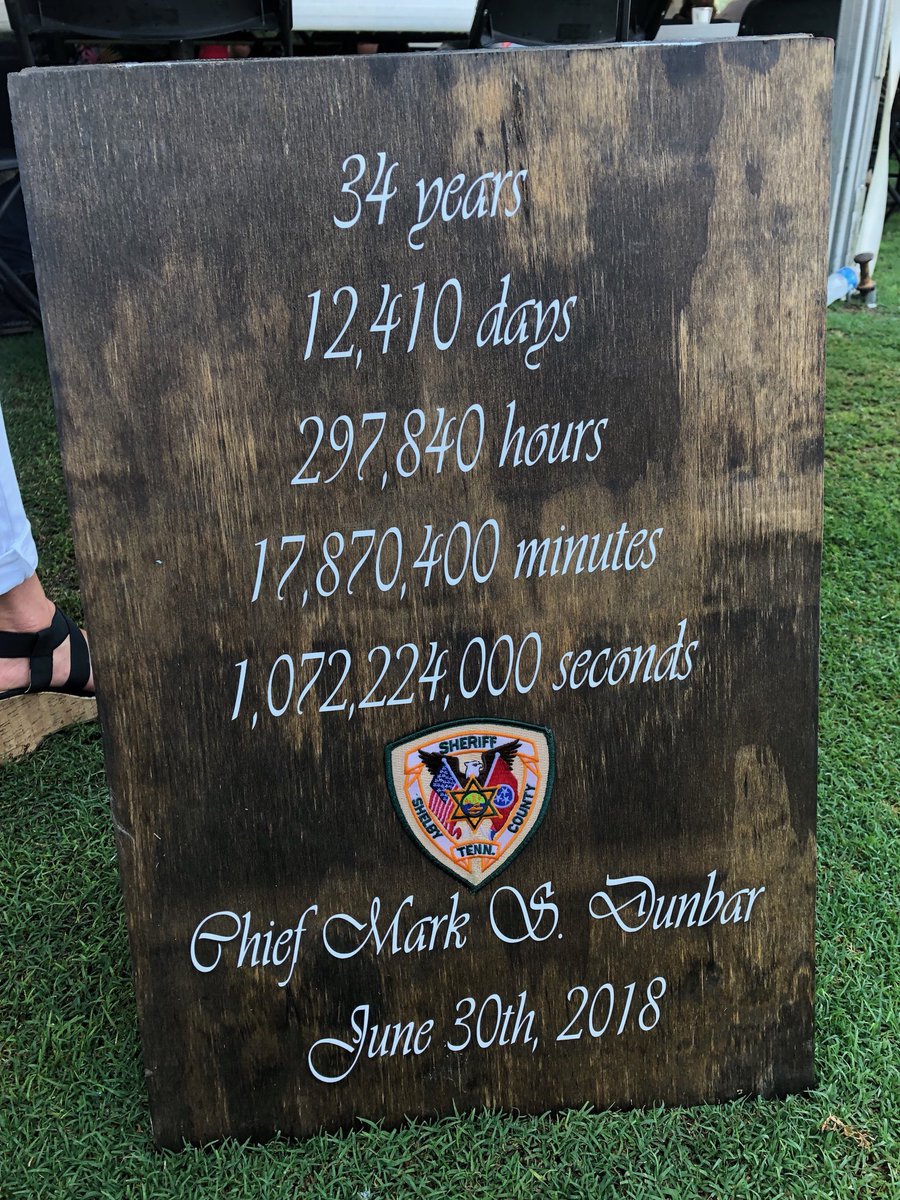 34 years
12,410 days
297,840 hours
17,870,400 minutes
1,072,224,000 seconds
SHERIFF
SHELBY COUNTY
TENN.
Chief Mark S. Dunbar
June 30th, 2018